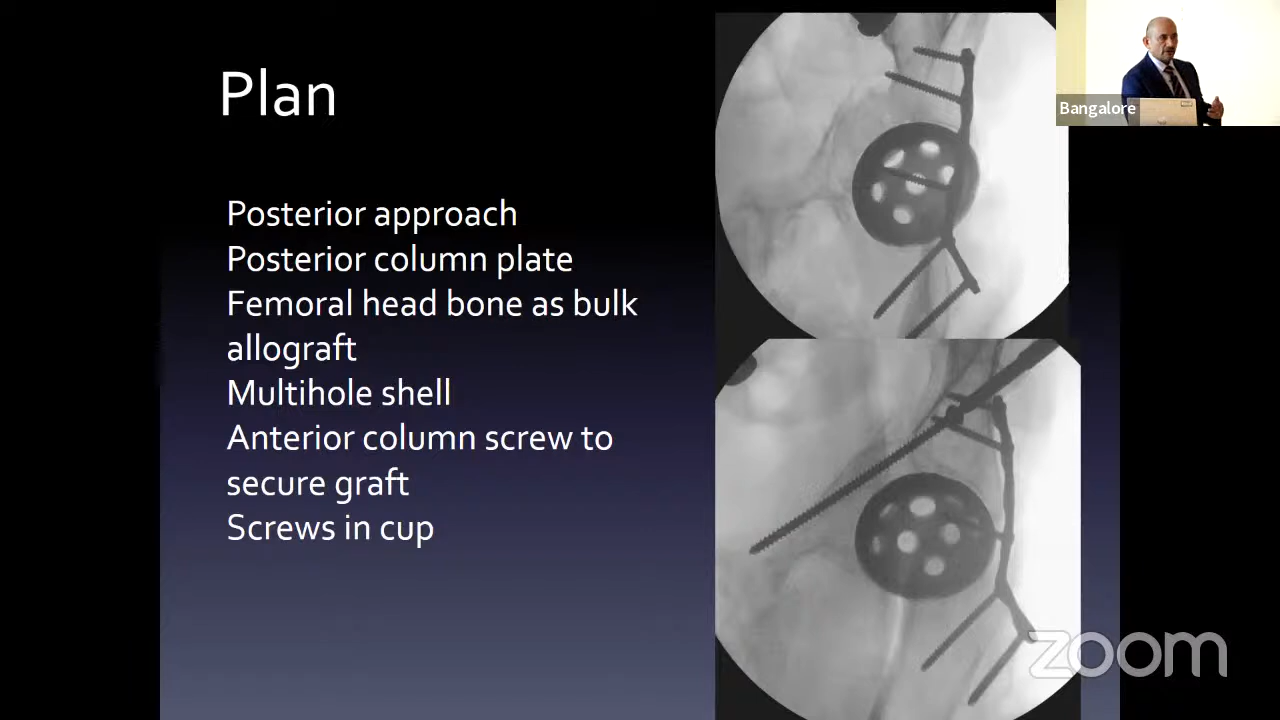 Plan
Posterior approach
Posterior column plate
Femoral head bone as bulk
allograft
Multihole shell
Anterior column screw to
secure graft
Screws in cup
Bangalore
zoom